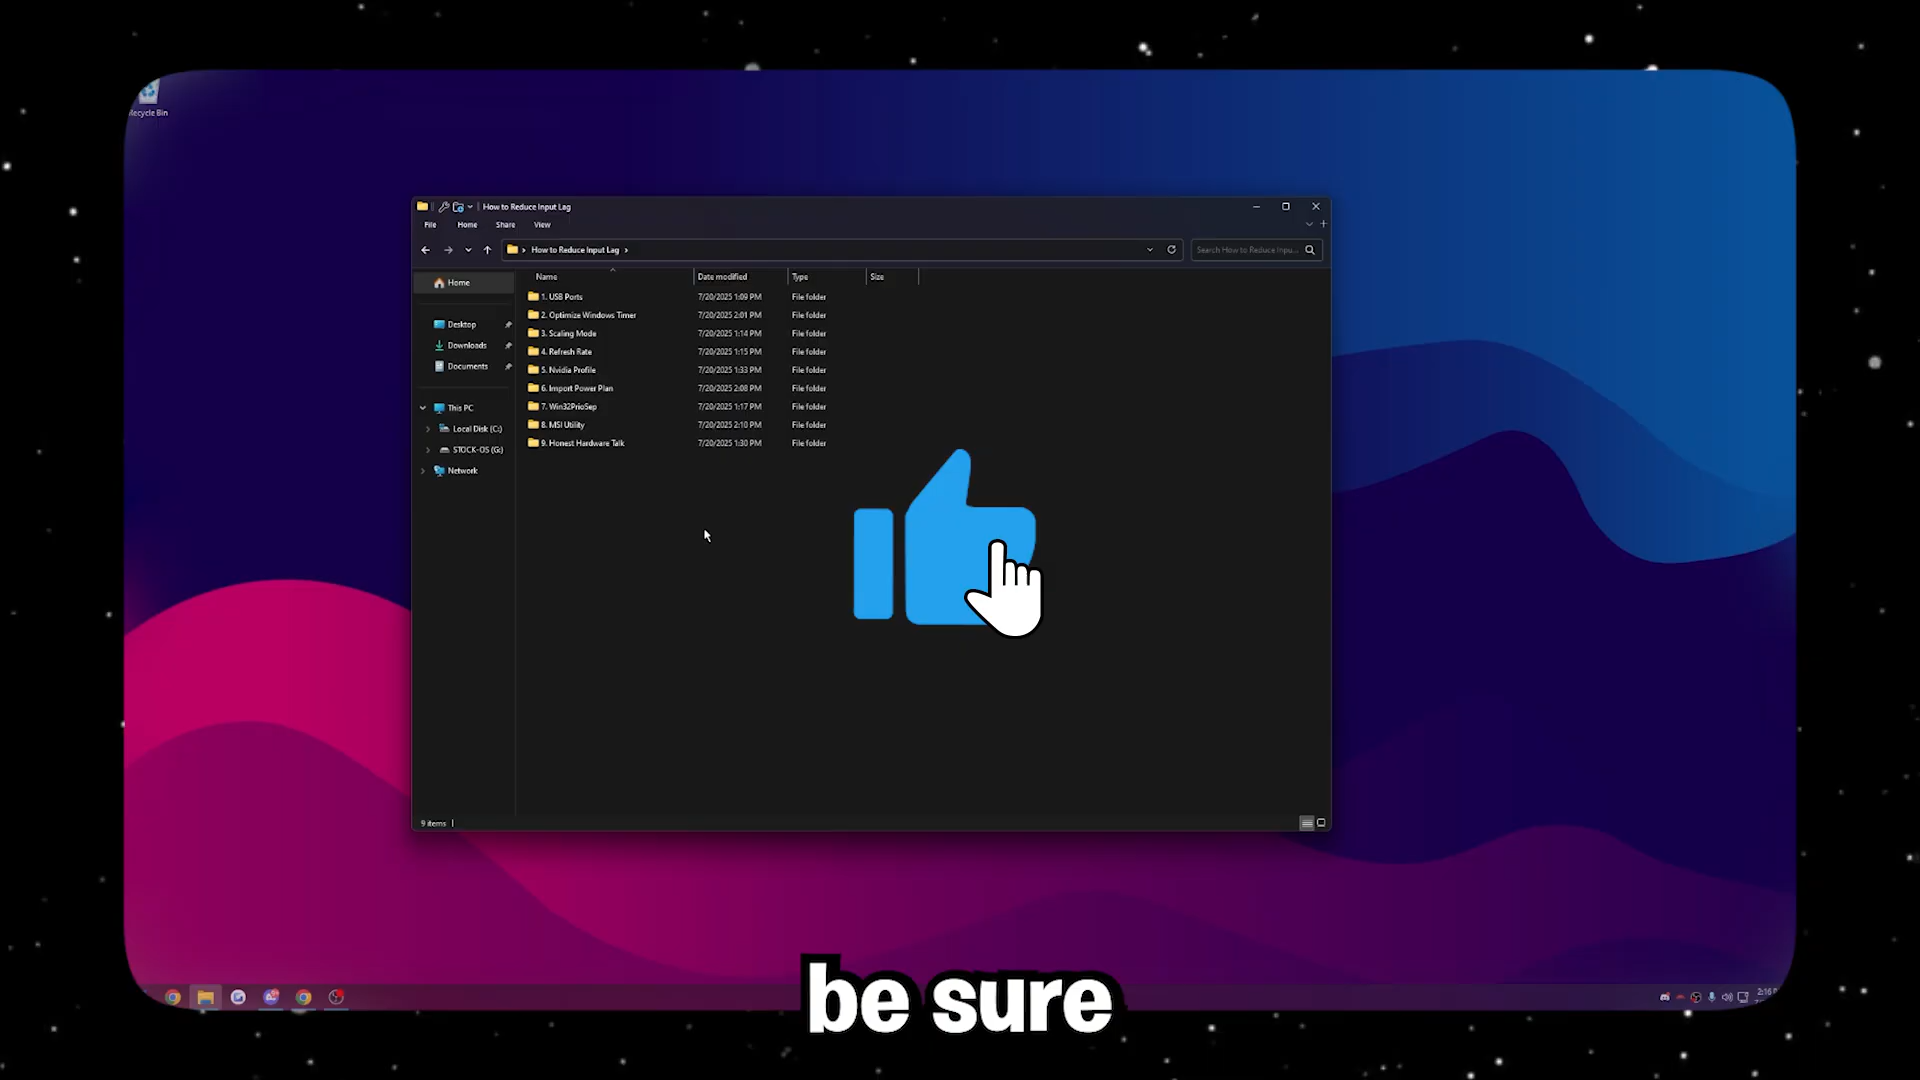 Recycle Bin
How to Reduce Input Lag
File Home Share View
How to Reduce Input Lag
Search How to Reduce Inpu...
Name Date modified Type Size
Home
Desktop
Downloads
Documents
This PC
Local Disk (C:)
STOCK-OS (G:)
Network
1. USB Ports 7/20/2025 1:09 PM File folder
2. Optimize Windows Timer 7/20/2025 2:01 PM File folder
3. Scaling Mode 7/20/2025 1:14 PM File folder
4. Refresh Rate 7/20/2025 1:15 PM File folder
5. Nvidia Profile 7/20/2025 1:33 PM File folder
6. Import Power Plan 7/20/2025 2:08 PM File folder
7. Win32PrioSep 7/20/2025 1:17 PM File folder
8. MSI Utility 7/20/2025 2:10 PM File folder
9. Honest Hardware Talk 7/20/2025 1:30 PM File folder
9 items
be sure
2:16